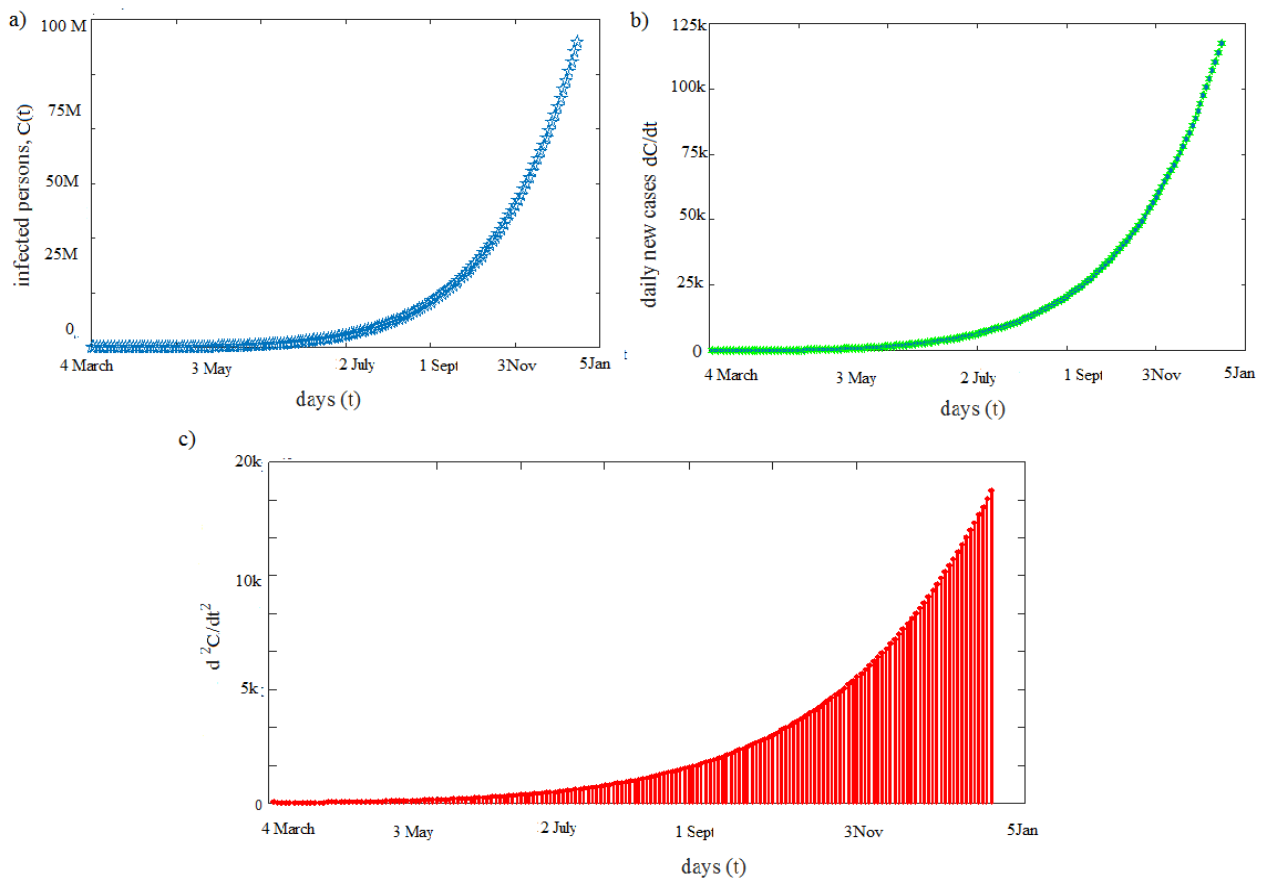 a)
100 M
75M
50M
25M
0
infected persons, C(t)
4 March
3 May
2 July
1 Sept
3Nov
5Jan
t
days (t)
b)
125k
100k
75k
50k
25k
0
daily new cases dC/dt
4 March
3 May
2 July
1 Sept
3Nov
5Jan
days (t)
c)
20k
10k
5k
0
d ²C/dt²
4 March
3 May
2 July
1 Sept
3Nov
5Jan
days (t)